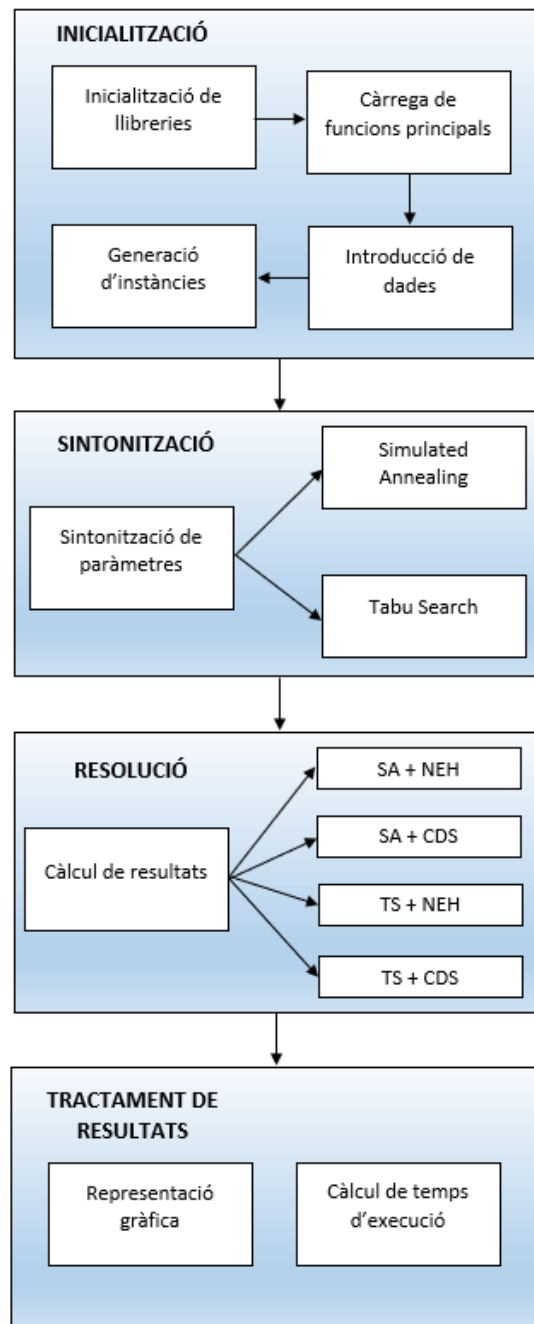 INICIALITZACIÓ
Inicialització de
llibreries
Càrrega de
funcions principals
Generació
d'instàncies
Introducció de
dades
SINTONITZACIÓ
Simulated
Annealing
Sintonització de
paràmetres
Tabu Search
RESOLUCIÓ
SA + NEH
SA + CDS
Càlcul de resultats
TS + NEH
TS + CDS
TRACTAMENT DE
RESULTATS
Representació
gràfica
Càlcul de temps
d'execució